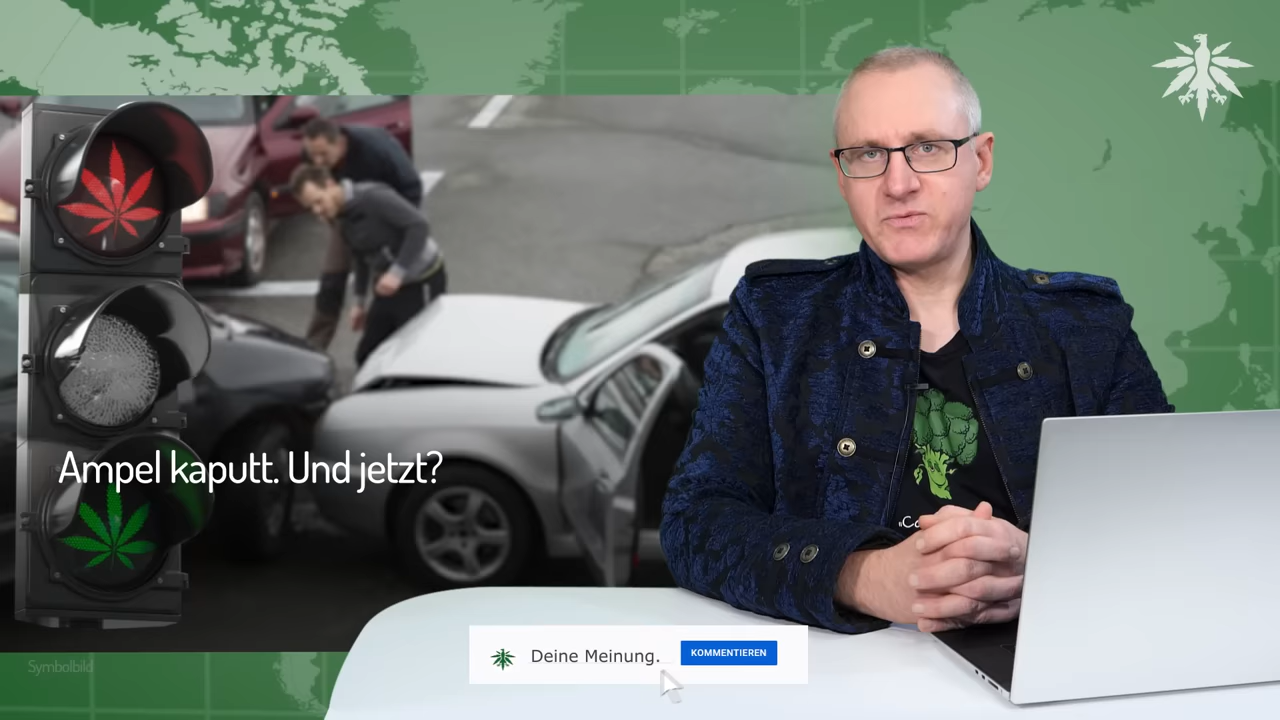 Ampel kaputt. Und jetzt?
Symbolbild
Deine Meinung.
KOMMENTIEREN